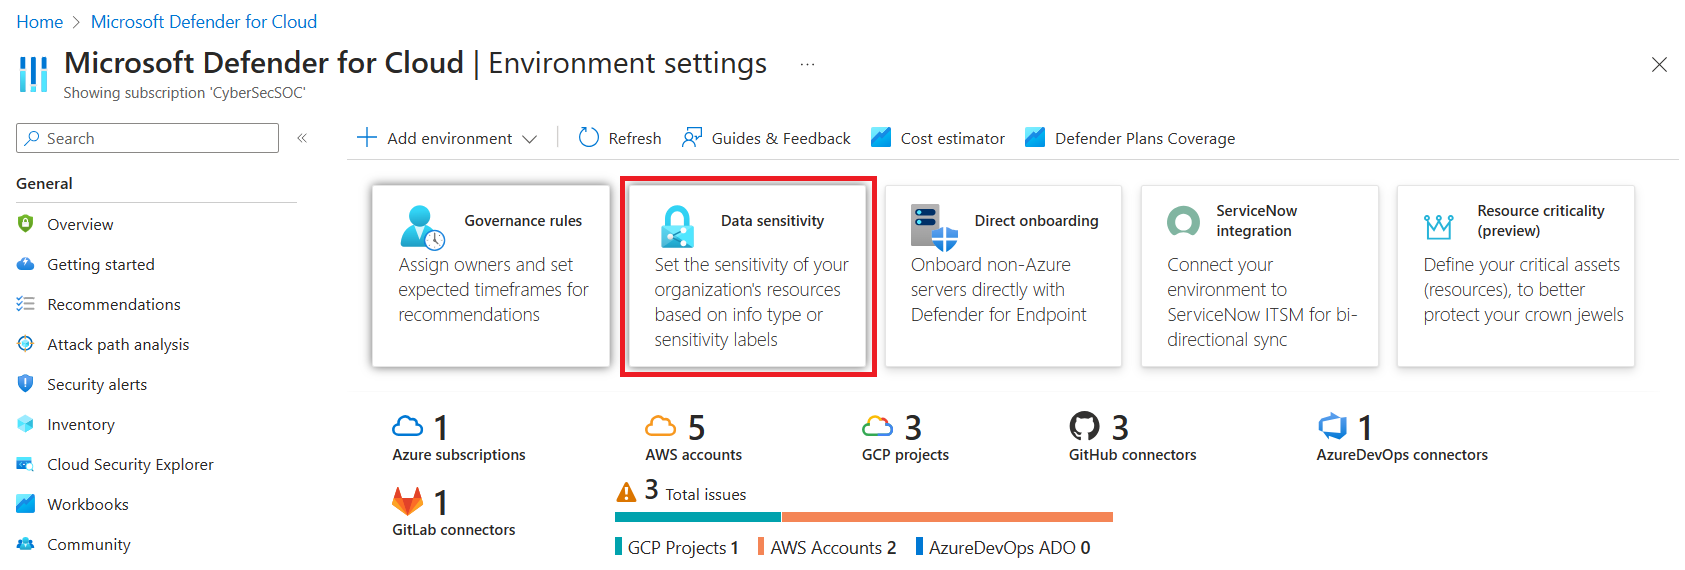 Home > Microsoft Defender for Cloud
Microsoft Defender for Cloud | Environment settings ...
Showing subscription 'CyberSecSOC'
Search «
Add environment
Refresh
Guides & Feedback
Cost estimator
Defender Plans Coverage
General
Overview
Getting started
Recommendations
Attack path analysis
Security alerts
Inventory
Cloud Security Explorer
Workbooks
Community
Governance rules
Assign owners and set
expected timeframes for
recommendations
Data sensitivity
Set the sensitivity of your
organization's resources
based on info type or
sensitivity labels
Direct onboarding
Onboard non-Azure
servers directly with
Defender for Endpoint
ServiceNow
integration
Connect your
environment to
ServiceNow ITSM for bi-
directional sync
Resource criticality
(preview)
Define your critical assets
(resources), to better
protect your crown jewels
1
Azure subscriptions
5
AWS accounts
3
GCP projects
3
GitHub connectors
1
AzureDevOps connectors
1
GitLab connectors
3 Total issues
GCP Projects 1
AWS Accounts 2
AzureDevOps ADO 0